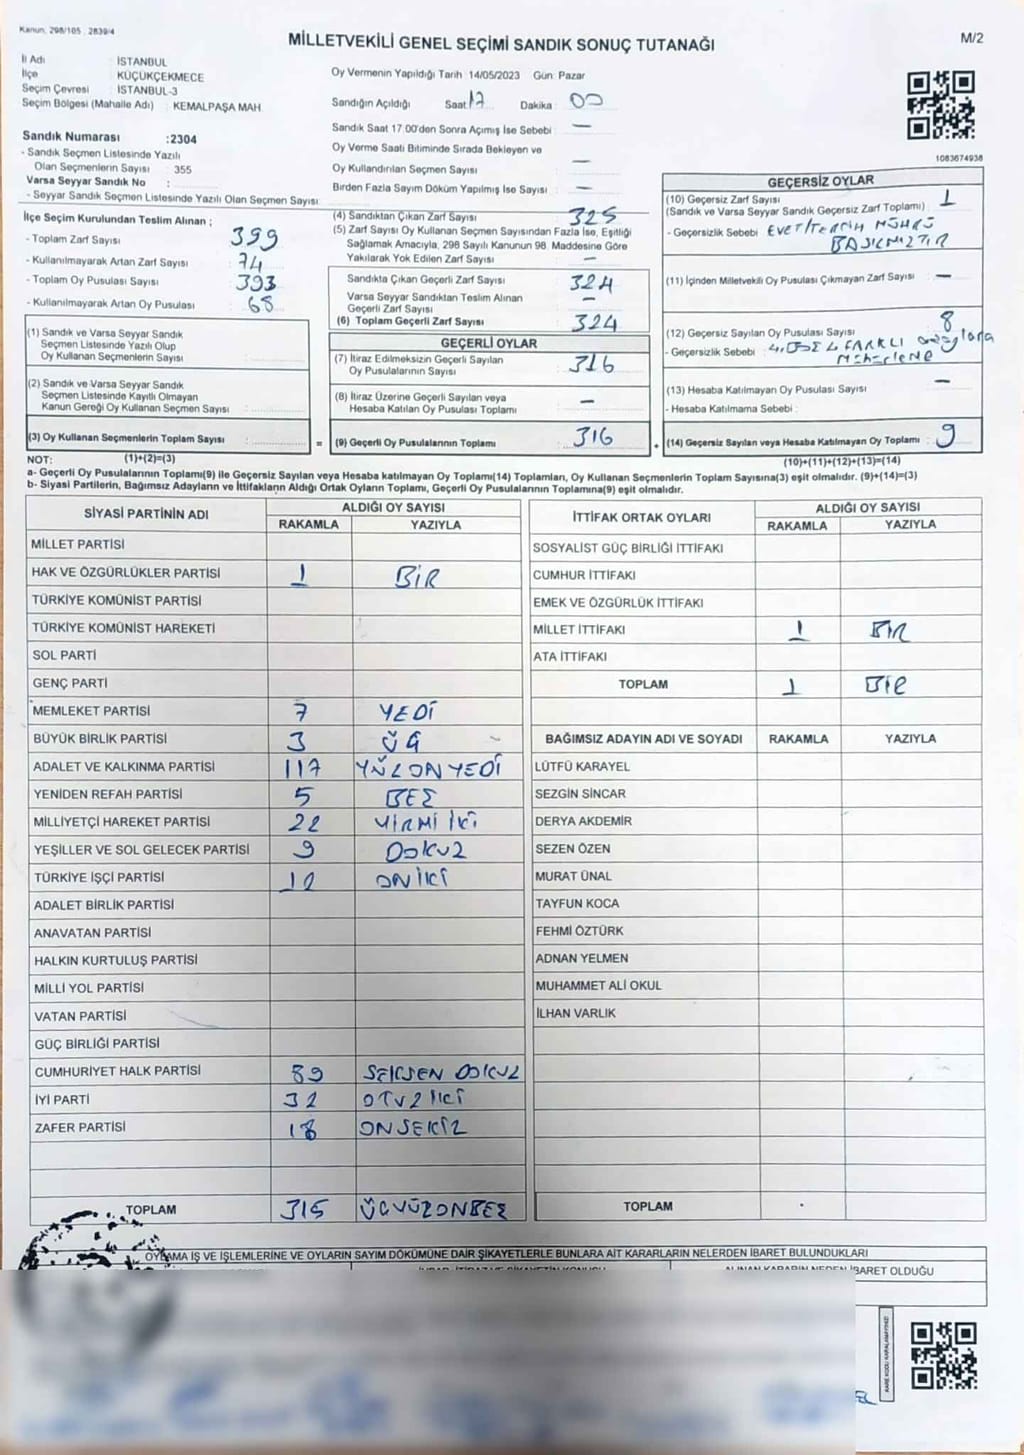 Kanun, 298/105 , 2839/4
MİLLETVEKİLİ GENEL SEÇİMİ SANDIK SONUÇ TUTANAĞI
M/2
İl Adı : İSTANBUL
İlçe : KÜÇÜKÇEKMECE
Seçim Çevresi : İSTANBUL-3
Seçim Bölgesi (Mahalle Adı) : KEMALPAŞA MAH.
Sandık Numarası :2304
- Sandık Seçmen Listesinde Yazılı
Olan Seçmenlerin Sayısı : 355
Varsa Seyyar Sandık No :
- Seyyar Sandık Listesinde Yazılı Olan Seçmen Sayısı:
Oy Vermenin Yapıldığı Tarih :14/05/2023 Gün: Pazar
Sandığın Açıldığı Saat: 17 Dakika : 00
Sandık Saat 17:00'den Sonra Açımış İse Sebebi : —
Oy Verme Saati Bitiminde Sırada Bekleyen ve
Oy Kullandırılan Seçmen Sayısı : —
Birden Fazla Sayım Döküm Yapılmış İse Sayısı : —
1083674938
İlçe Seçim Kurulundan Teslim Alınan ;
- Toplam Zarf Sayısı : 399
- Kullanılmayarak Artan Zarf Sayısı : 74
- Toplam Oy Pusulası Sayısı : 393
- Kullanılmayarak Artan Oy Pusulası : 68
(4) Sandıktan Çıkan Zarf Sayısı : 325
(5) Zarf Sayısı Oy Kullanan Seçmen Sayısından Fazla İse, Eşitliği
Sağlamak Amacıyla, 298 Sayılı Kanunun 98. Maddesine Göre
Yakılarak Yok Edilen Zarf Sayısı : —
Sandıkta Çıkan Geçerli Zarf Sayısı : 324
Varsa Seyyar Sandıktan Teslim Alınan
Geçerli Zarf Sayısı : —
(6) Toplam Geçerli Zarf Sayısı : 324
GEÇERSİZ OYLAR
(10) Geçersiz Zarf Sayısı : 1
(Sandık ve Varsa Seyyar Sandık Geçersiz Zarf Toplamı)
- Geçersizlik Sebebi : EVET/TERCİH MÜHRÜ
BASILMIŞTIR
(11) İçinden Milletvekili Oy Pusulası Çıkmayan Zarf Sayısı : —
(12) Geçersiz Sayılan Oy Pusulası Sayısı : 8
- Geçersizlik Sebebi : FARKLI
(13) Hesaba Katılmayan Oy Pusulası Sayısı : —
- Hesaba Katılmama Sebebi :
(14) Geçersiz Sayılan veya Hesaba Katılmayan Oy Toplamı : 9
(10)+(11)+(12)+(13)=(14)
(1) Sandık ve Varsa Seyyar Sandık
Seçmen Listesinde Yazılı Olup
Oy Kullanan Seçmenlerin Sayısı :
(2) Sandık ve Varsa Seyyar Sandık
Seçmen Listesinde Kayıtlı Olmayan
Kanun Gereği Oy Kullanan Seçmen Sayısı :
(3) Oy Kullanan Seçmenlerin Toplam Sayısı : =
GEÇERLİ OYLAR
(7) İtiraz Edilmeksizin Geçerli Sayılan
Oy Pusulalarının Sayısı : 316
(8) İtiraz Üzerine Geçerli Sayılan veya
Hesaba Katılan Oy Pusulası Toplamı : —
(9) Geçerli Oy Pusulalarının Toplamı : 316 +
NOT: (1)+(2)=(3)
a- Geçerli Oy Pusulalarının Toplamı(9) ile Geçersiz Sayılan veya Hesaba katılmayan Oy Toplamı(14) Toplamları, Oy Kullanan Seçmenlerin Toplam Sayısına(3) eşit olmalıdır. (9)+(14)=(3)
b- Siyasi Partilerin, Bağımsız Adayların ve İttifakların Aldığı Ortak Oyların Toplamı, Geçerli Oy Pusulalarının Toplamına(9) eşit olmalıdır.
SİYASİ PARTİNİN ADI ALDIĞI OY SAYISI
RAKAMLA YAZIYLA
MİLLET PARTİSİ
HAK VE ÖZGÜRLÜKLER PARTİSİ 1 BİR
TÜRKİYE KOMÜNİST PARTİSİ
TÜRKİYE KOMÜNİST HAREKETİ
SOL PARTİ
GENÇ PARTİ
MEMLEKET PARTİSİ 7 YEDİ
BÜYÜK BİRLİK PARTİSİ 3 ÜÇ
ADALET VE KALKINMA PARTİSİ 117 YÜZONYEDİ
YENİDEN REFAH PARTİSİ 5 BEŞ
MİLLİYETÇİ HAREKET PARTİSİ 22 YİRMİ İKİ
YEŞİLLER VE SOL GELECEK PARTİSİ 9 DOKUZ
TÜRKİYE İŞÇİ PARTİSİ 12 ONİKİ
ADALET BİRLİK PARTİSİ
ANAVATAN PARTİSİ
HALKIN KURTULUŞ PARTİSİ
MİLLİ YOL PARTİSİ
VATAN PARTİSİ
GÜÇ BİRLİĞİ PARTİSİ
CUMHURİYET HALK PARTİSİ 89 SEKSEN DOKUZ
İYİ PARTİ 32 OTUZ İKİ
ZAFER PARTİSİ 18 ONSEKİZ
TOPLAM 315 ÜÇYÜZONBEŞ
İTTİFAK ORTAK OYLARI ALDIĞI OY SAYISI
RAKAMLA YAZIYLA
SOSYALİST GÜÇ BİRLİĞİ İTTİFAKI
CUMHUR İTTİFAKI
EMEK VE ÖZGÜRLÜK İTTİFAKI
MİLLET İTTİFAKI 1 BİR
ATA İTTİFAKI
TOPLAM 1 BİR
BAĞIMSIZ ADAYIN ADI VE SOYADI RAKAMLA YAZIYLA
LÜTFÜ KARAYEL
SEZGİN SİNCAR
DERYA AKDEMİR
SEZEN ÖZEN
MURAT ÜNAL
TAYFUN KOCA
FEHMİ ÖZTÜRK
ADNAN YELMEN
MUHAMMET ALİ OKUL
İLHAN VARLIK
TOPLAM
OYLAMA İŞ VE İŞLEMLERİNE VE OYLARIN SAYIM DÖKÜMÜNE DAİR ŞİKAYETLERLE BUNLARA AİT KARARLARIN NELERDEN İBARET BULUNDUKLARI
ALINAN KARARIN NEDEN İBARET OLDUĞU
KARE KODU KARALAMAYINIZ!